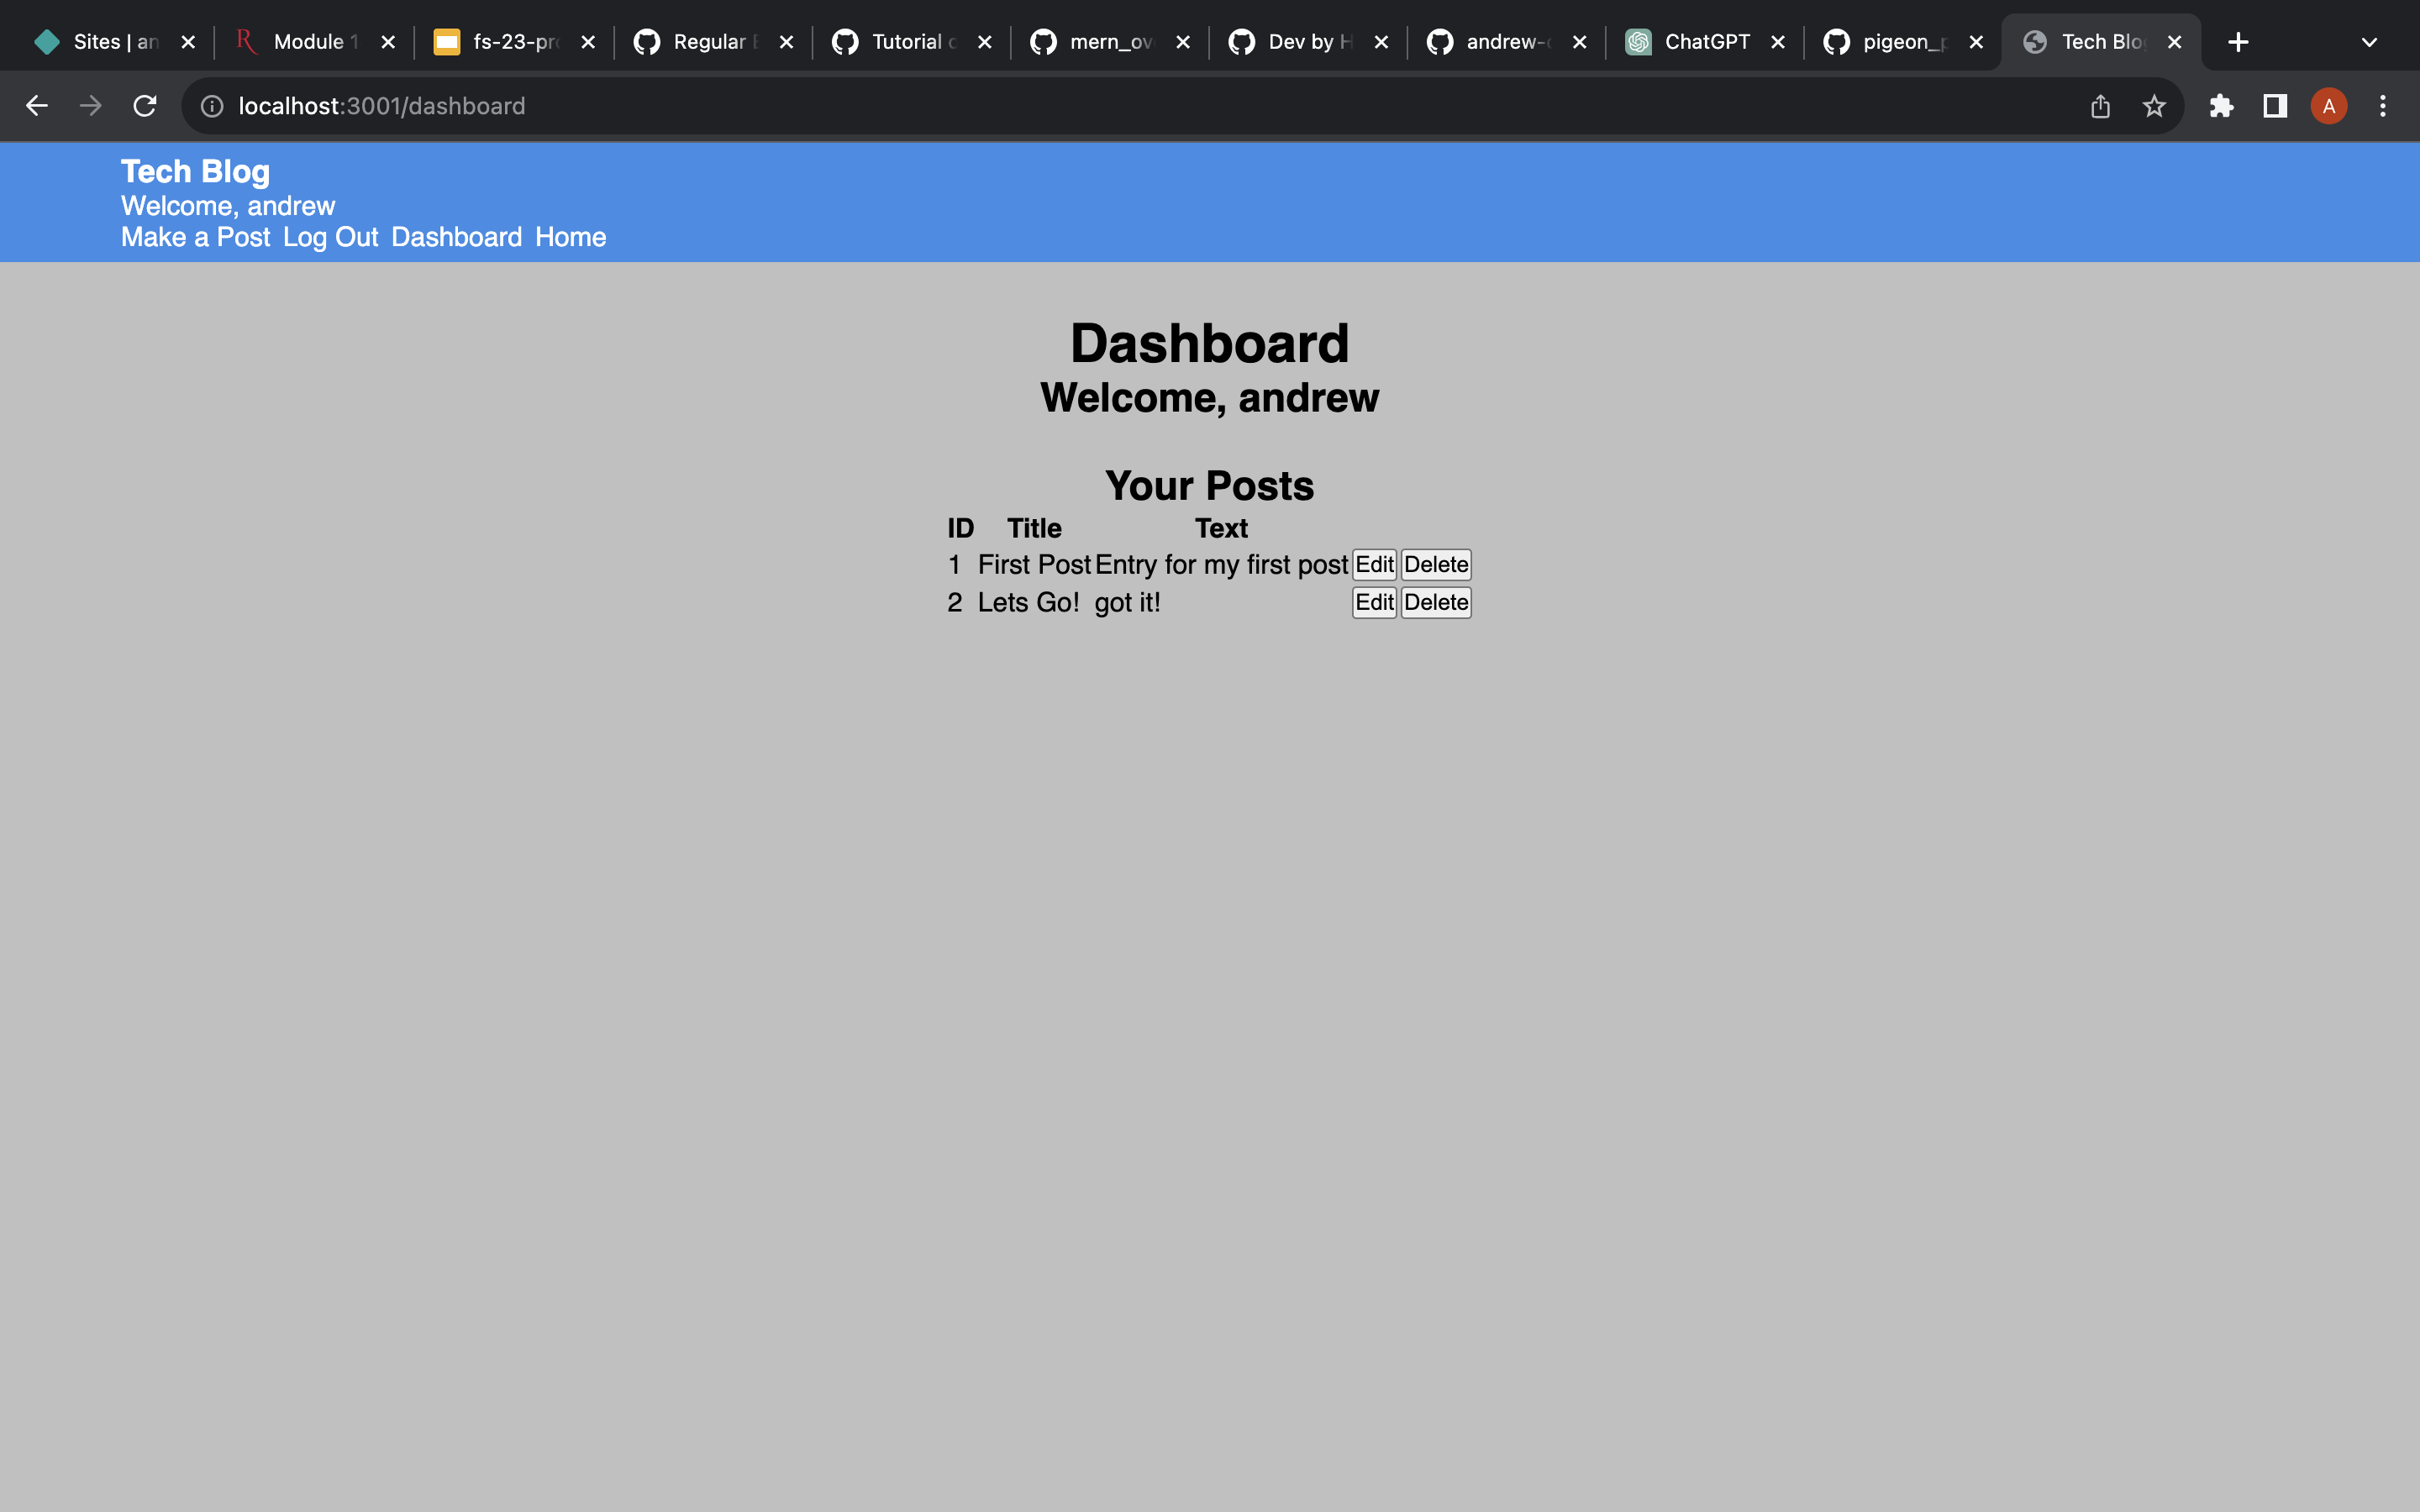 Sites | an
Module 1
fs-23-pr
Regular
Tutorial
mern_ov
Dev by H
andrew-
ChatGPT
pigeon_p
Tech Blo
localhost:3001/dashboard
A
Tech Blog
Welcome, andrew
Make a Post Log Out Dashboard Home
Dashboard
Welcome, andrew
Your Posts
ID Title Text
1 First Post Entry for my first post Edit Delete
2 Lets Go! got it! Edit Delete